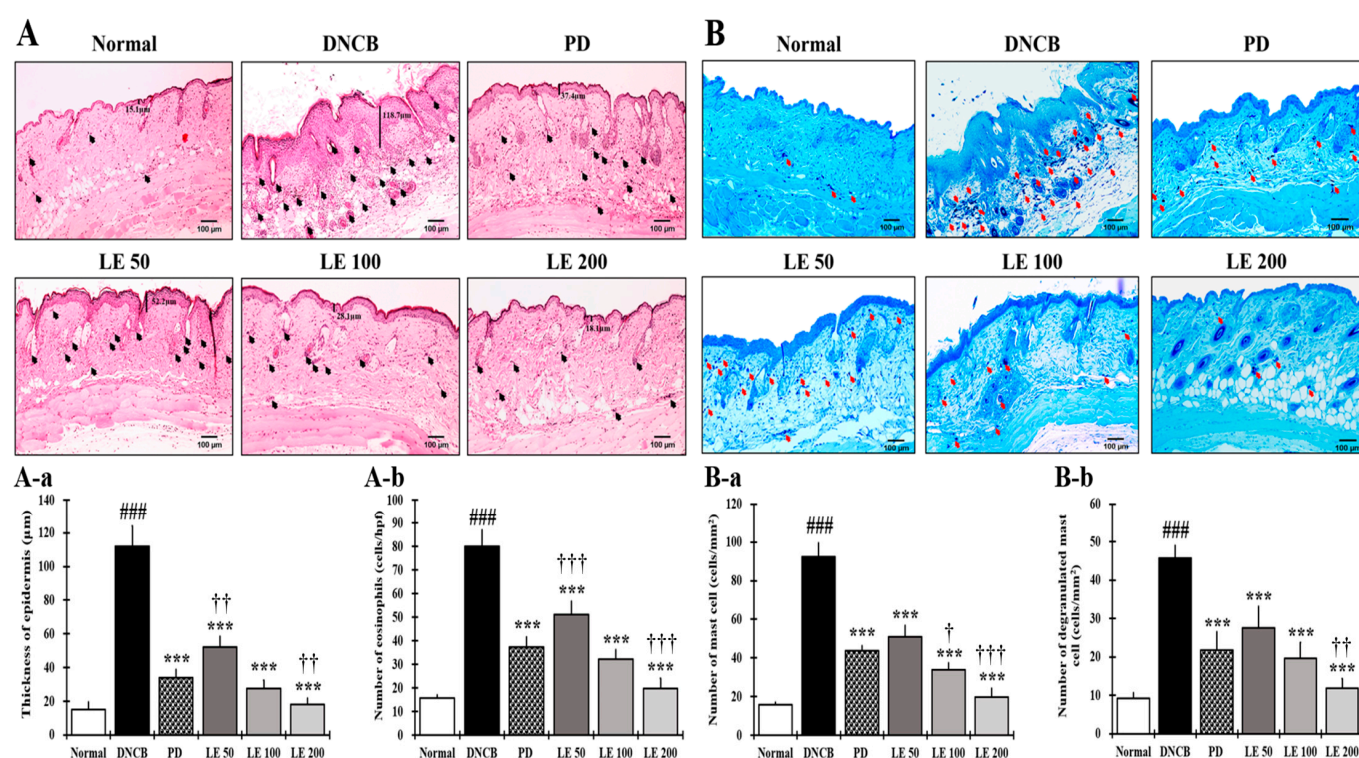 A
B
Normal
DNCB
PD
Normal
DNCB
PD
15.1μm
118.7μm
37.4μm
100 μm
100 μm
100 μm
100 μm
100 μm
100 μm
LE 50
LE 100
LE 200
LE 50
LE 100
LE 200
52.2μm
28.1μm
18.1μm
100 μm
100 μm
100 μm
100 μm
100 μm
100 μm
A-a
Thickness of epidermis (μm)
140
120
100
80
60
40
20
0
###
***
††
***
***
††
***
Normal
DNCB
PD
LE 50
LE 100
LE 200
A-b
Number of eosinophils (cells/hpf)
100
90
80
70
60
50
40
30
20
10
0
###
***
†††
***
***
†††
***
Normal
DNCB
PD
LE 50
LE 100
LE 200
B-a
Number of mast cell (cells/mm²)
120
100
80
60
40
20
0
###
***
***
†
***
†††
***
Normal
DNCB
PD
LE 50
LE 100
LE 200
B-b
Number of degranulated mast
cell (cells/mm²)
60
50
40
30
20
10
0
###
***
***
***
††
***
Normal
DNCB
PD
LE 50
LE 100
LE 200